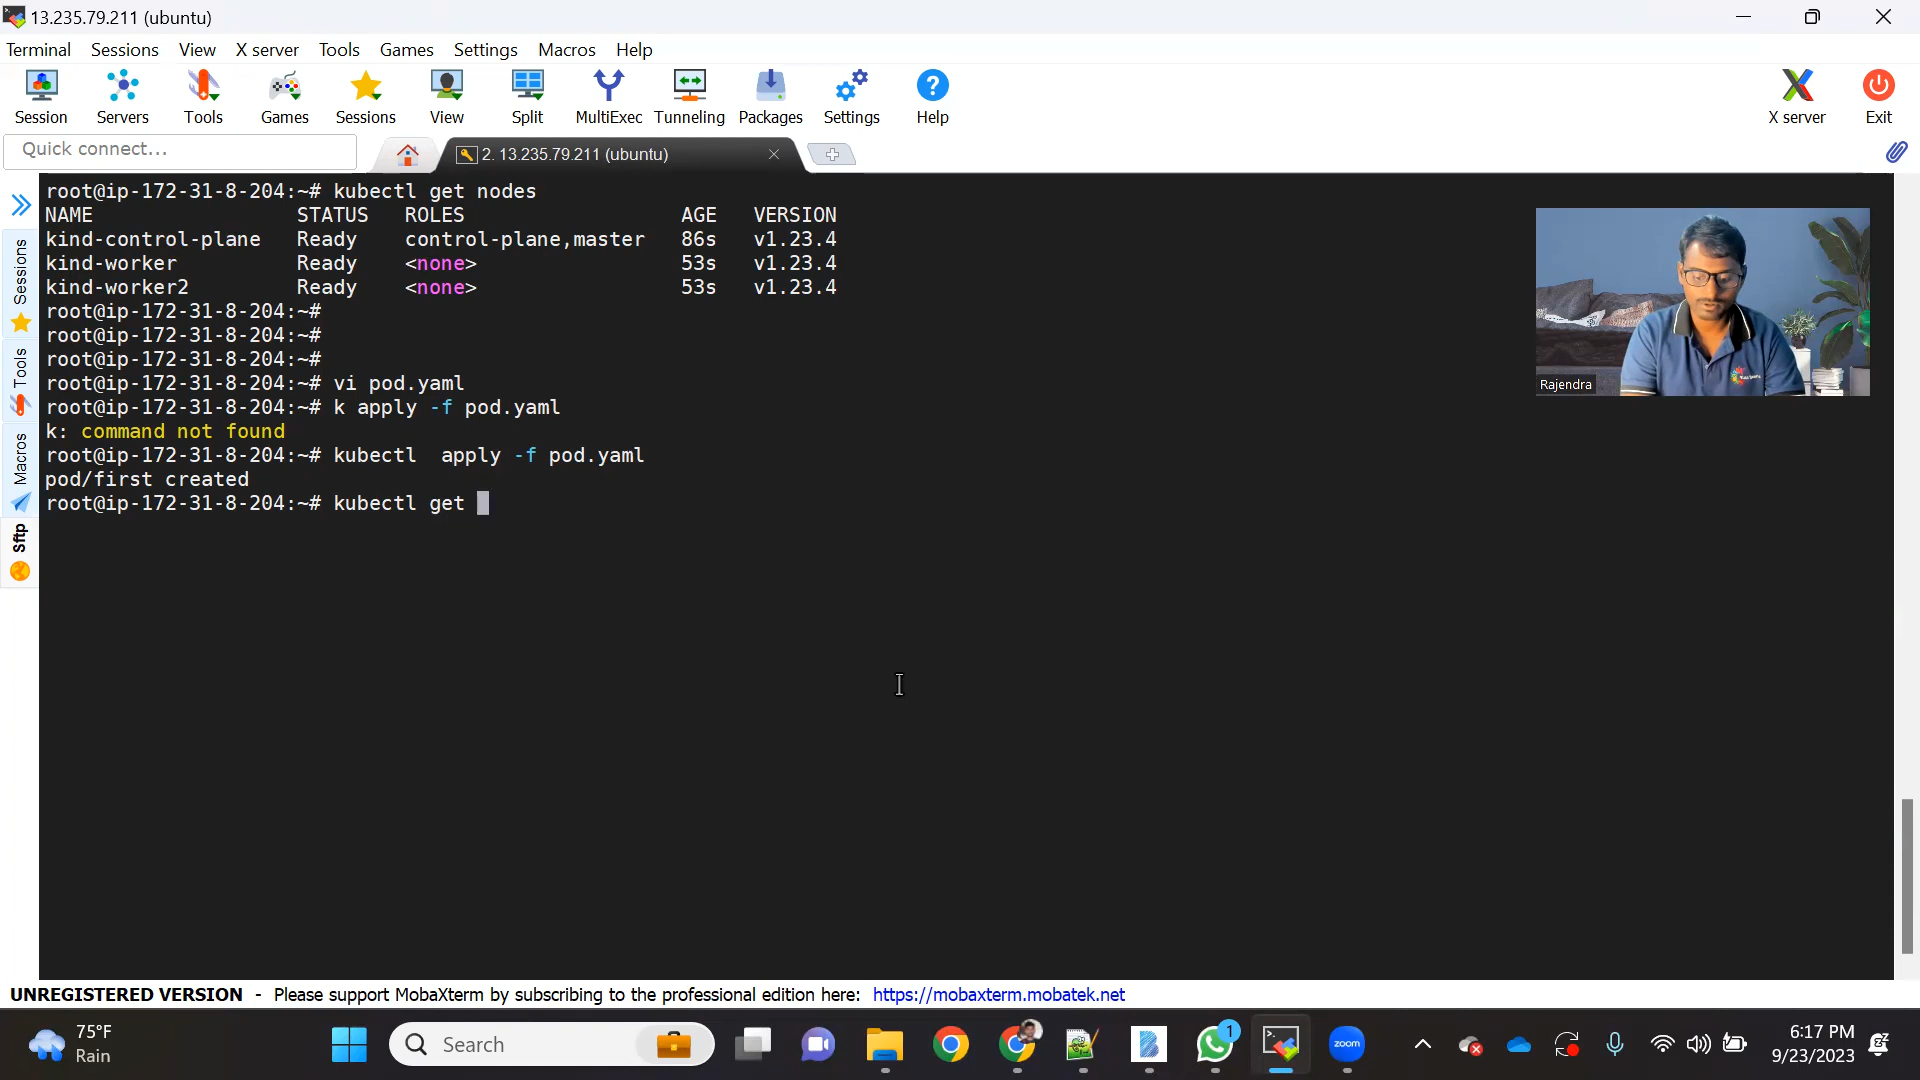 13.235.79.211 (ubuntu)
Terminal Sessions View X server Tools Games Settings Macros Help
Session Servers Tools Games Sessions View Split MultiExec Tunneling Packages Settings Help X server Exit
Quick connect...
2. 13.235.79.211 (ubuntu)
Sessions
Tools
Macros
Sftp
root@ip-172-31-8-204:~# kubectl get nodes
NAME STATUS ROLES AGE VERSION
kind-control-plane Ready control-plane,master 86s v1.23.4
kind-worker Ready <none> 53s v1.23.4
kind-worker2 Ready <none> 53s v1.23.4
root@ip-172-31-8-204:~#
root@ip-172-31-8-204:~#
root@ip-172-31-8-204:~#
root@ip-172-31-8-204:~# vi pod.yaml
root@ip-172-31-8-204:~# k apply -f pod.yaml
k: command not found
root@ip-172-31-8-204:~# kubectl  apply -f pod.yaml
pod/first created
root@ip-172-31-8-204:~# kubectl get
Rajendra
UNREGISTERED VERSION - Please support MobaXterm by subscribing to the professional edition here: https://mobaxterm.mobatek.net
75°F
Rain
Search
1
zoom
6:17 PM
9/23/2023